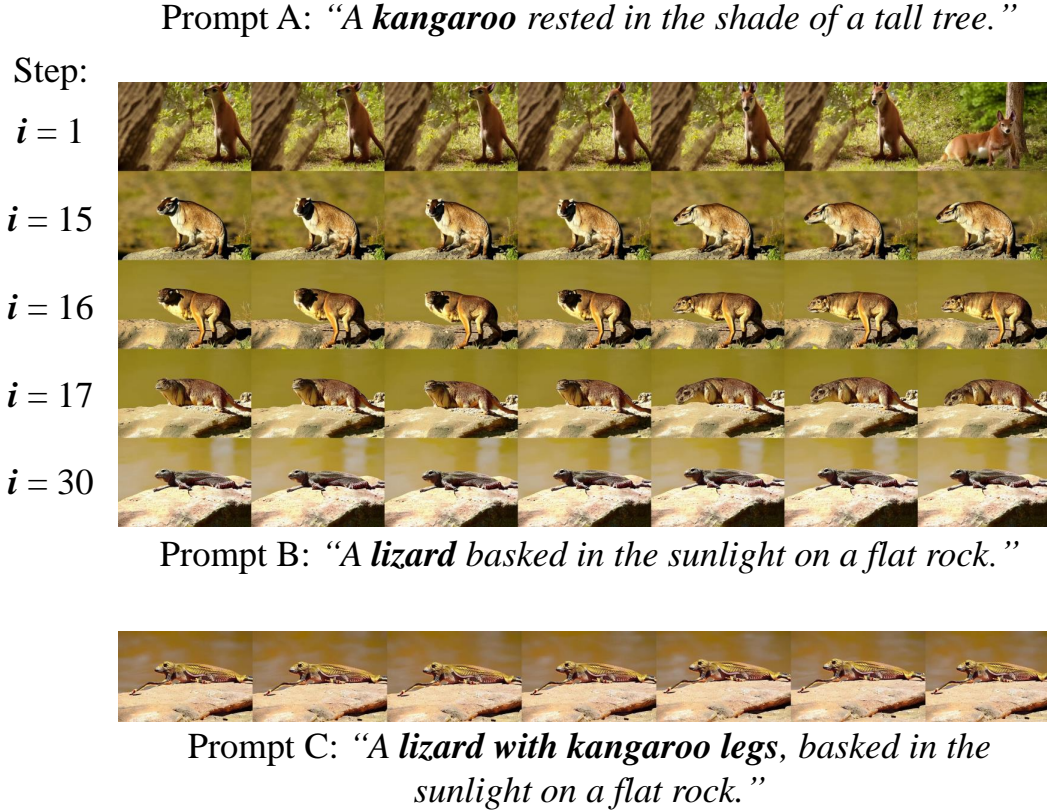 Prompt A: “A kangaroo rested in the shade of a tall tree.”
Step:
i = 1
i = 15
i = 16
i = 17
i = 30
Prompt B: “A lizard basked in the sunlight on a flat rock.”
Prompt C: “A lizard with kangaroo legs, basked in the
sunlight on a flat rock.”